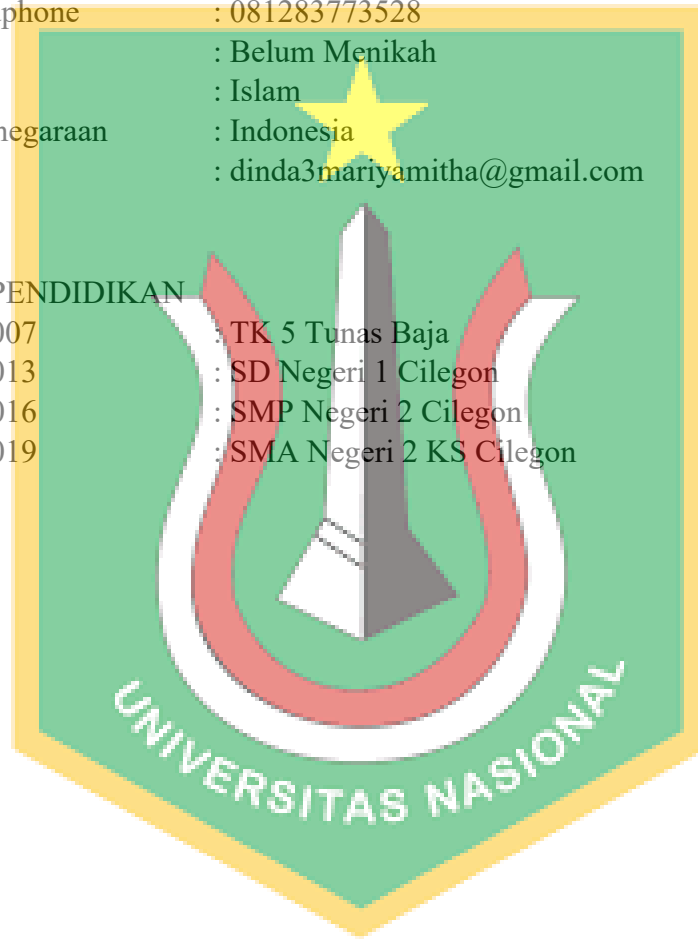 phone : 081283773528
: Belum Menikah
: Islam
negaraan : Indonesia
: dinda3mariyamitha@gmail.com
PENDIDIKAN
007 : TK 5 Tunas Baja
013 : SD Negeri 1 Cilegon
016 : SMP Negeri 2 Cilegon
019 : SMA Negeri 2 KS Cilegon
UNIVERSITAS NASIONAL